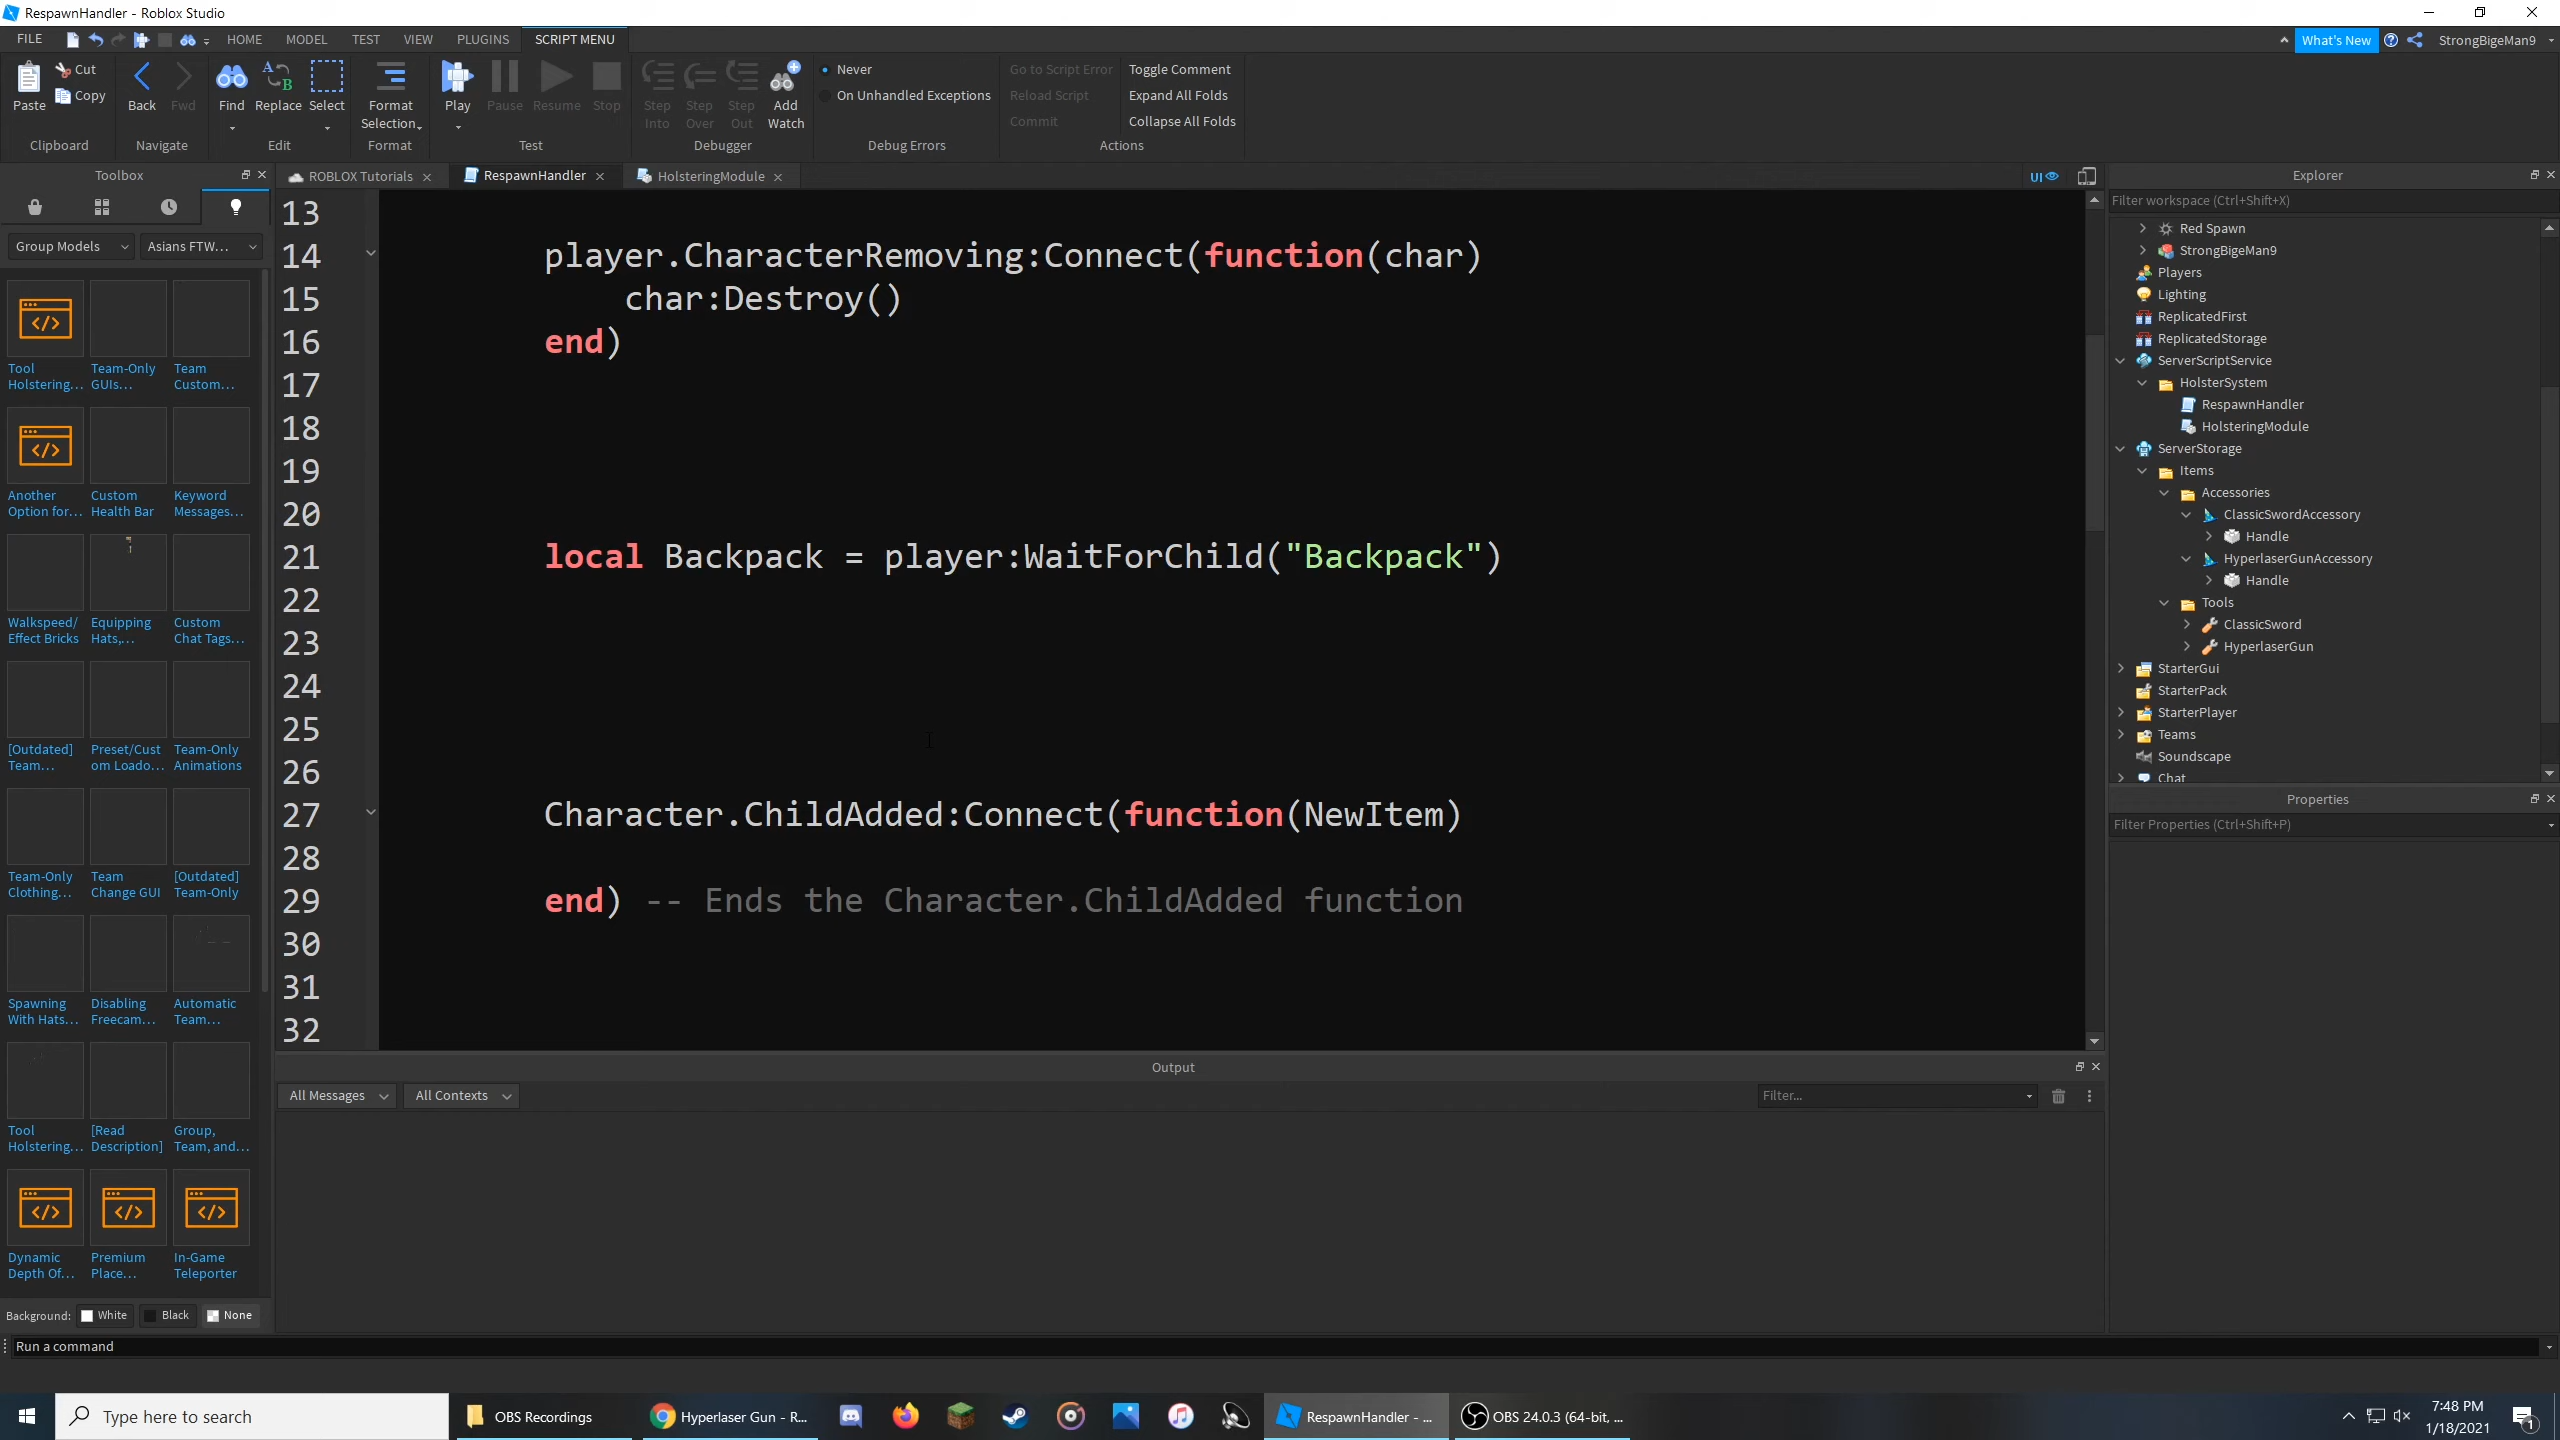 RespawnHandler - Roblox Studio
FILE HOME MODEL TEST VIEW PLUGINS SCRIPT MENU What's New StrongBigeMan9
Paste Cut Copy Clipboard
Back Fwd Navigate
Find Replace Select Edit
Format Selection Format
Play Pause Resume Stop Test
Step Into Step Over Step Out Add Watch Debugger
Never
On Unhandled Exceptions
Debug Errors
Go to Script Error Toggle Comment
Reload Script Expand All Folds
Commit Collapse All Folds
Actions
Toolbox
Group Models Asians FTW...
Tool Holstering... Team-Only GUIs... Team Custom...
Another Option for... Custom Health Bar Keyword Messages...
Walkspeed/ Effect Bricks Equipping Hats,... Custom Chat Tags...
[Outdated] Team... Preset/Cust om Loado... Team-Only Animations
Team-Only Clothing... Team Change GUI [Outdated] Team-Only
Spawning With Hats... Disabling Freecam... Automatic Team...
Tool Holstering... [Read Description] Group, Team, and...
Dynamic Depth Of... Premium Place... In-Game Teleporter
Background: White Black None
ROBLOX Tutorials RespawnHandler HolsteringModule UI
13
14 player.CharacterRemoving:Connect(function(char)
15 char:Destroy()
16 end)
17
18
19
20
21 local Backpack = player:WaitForChild("Backpack")
22
23
24
25
26
27 Character.ChildAdded:Connect(function(NewItem)
28
29 end) -- Ends the Character.ChildAdded function
30
31
32
Output
All Messages All Contexts Filter...
Explorer
Filter workspace (Ctrl+Shift+X)
Red Spawn
StrongBigeMan9
Players
Lighting
ReplicatedFirst
ReplicatedStorage
ServerScriptService
HolsterSystem
RespawnHandler
HolsteringModule
ServerStorage
Items
Accessories
ClassicSwordAccessory
Handle
HyperlaserGunAccessory
Handle
Tools
ClassicSword
HyperlaserGun
StarterGui
StarterPack
StarterPlayer
Teams
Soundscape
Chat
Properties
Filter Properties (Ctrl+Shift+P)
Run a command
Type here to search
OBS Recordings
Hyperlaser Gun - R...
RespawnHandler - ...
OBS 24.0.3 (64-bit, ...
7:48 PM
1/18/2021
1